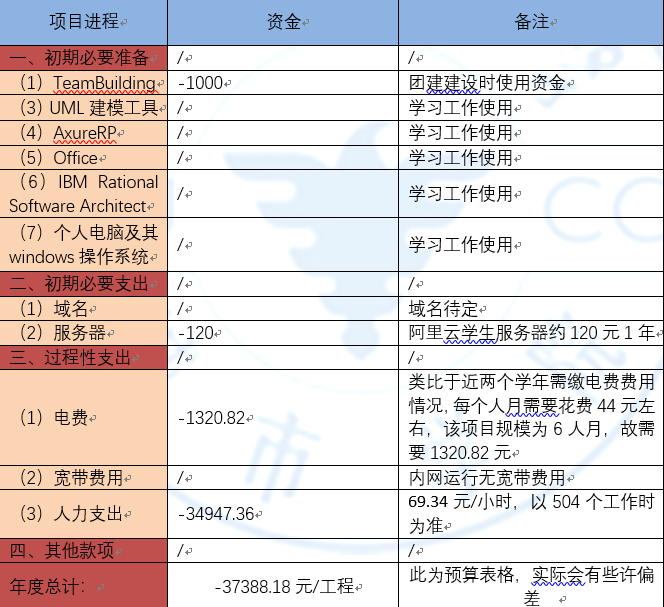 项目进程 资金 备注
一、初期必要准备 / /
（1）TeamBuilding -1000 团建建设时使用资金
（3）UML 建模工具 / 学习工作使用
（4）AxureRP / 学习工作使用
（5）Office / 学习工作使用
（6）IBM Rational
Software Architect / 学习工作使用
（7）个人电脑及其
windows 操作系统 / 学习工作使用
二、初期必要支出 / /
（1）域名 / 域名待定
（2）服务器 -120 阿里云学生服务器约 120 元 1 年
三、过程性支出 / /
（1）电费 -1320.82 类比于近两个学年需缴电费费用
情况, 每个人月需要花费 44 元左
右，该项目规模为 6 人月，故需
要 1320.82 元
（2）宽带费用 / 内网运行无宽带费用
（3）人力支出 -34947.36 69.34 元/小时，以 504 个工作时
为准
四、其他款项 / /
年度总计： -37388.18 元/工程 此为预算表格，实际会有些许偏
差
市